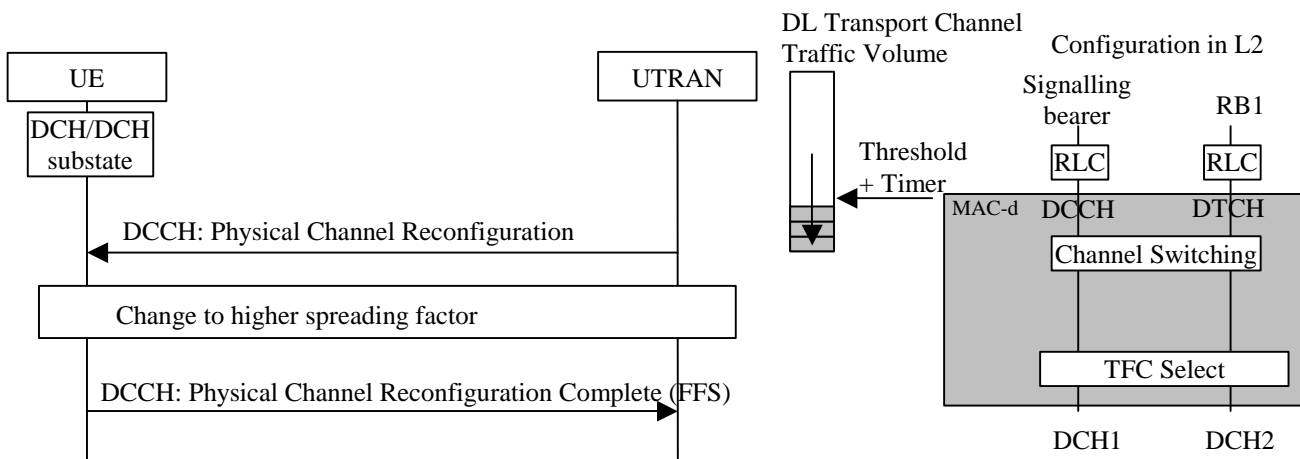 DL Transport Channel
Traffic Volume
Configuration in L2
UE
UTRAN
Signalling
bearer
RB1
DCH/DCH
substate
Threshold
+ Timer
RLC
RLC
MAC-d
DCCH
DTCH
DCCH: Physical Channel Reconfiguration
Channel Switching
Change to higher spreading factor
TFC Select
DCCH: Physical Channel Reconfiguration Complete (FFS)
DCH1
DCH2